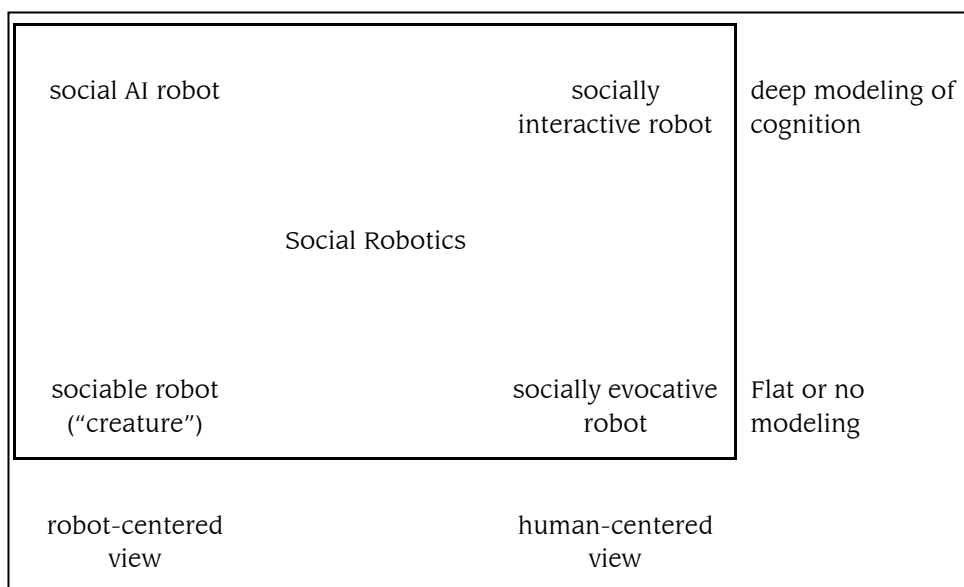 social AI robot
socially
interactive robot
deep modeling of
cognition
Social Robotics
sociable robot
(“creature”)
socially evocative
robot
Flat or no
modeling
robot-centered
view
human-centered
view